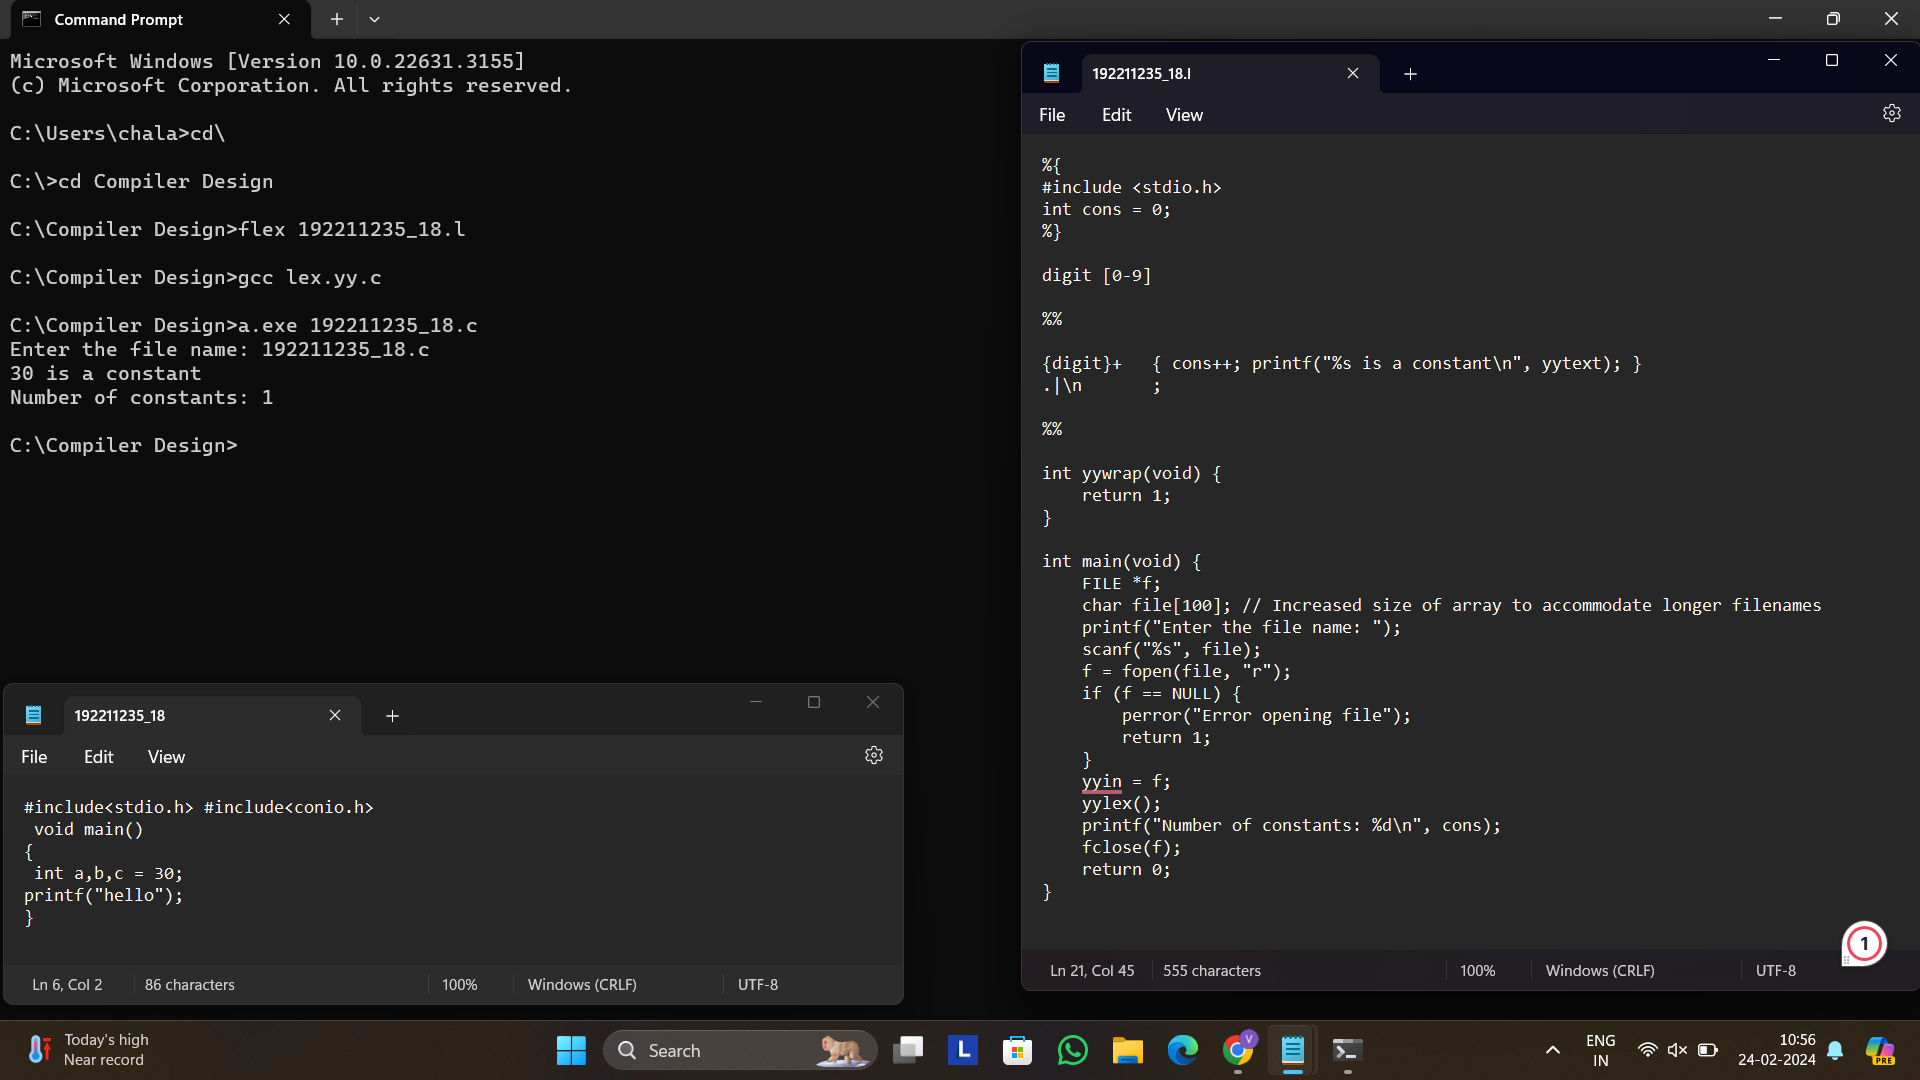 Command Prompt
Microsoft Windows [Version 10.0.22631.3155]
(c) Microsoft Corporation. All rights reserved.
C:\Users\chala>cd\
C:\>cd Compiler Design
C:\Compiler Design>flex 192211235_18.l
C:\Compiler Design>gcc lex.yy.c
C:\Compiler Design>a.exe 192211235_18.c
Enter the file name: 192211235_18.c
30 is a constant
Number of constants: 1
C:\Compiler Design>
192211235_18.l
File Edit View
%{
#include <stdio.h>
int cons = 0;
%}
digit [0-9]
%%
{digit}+   { cons++; printf("%s is a constant\n", yytext); }
.|\n       ;
%%
int yywrap(void) {
    return 1;
}
int main(void) {
    FILE *f;
    char file[100]; // Increased size of array to accommodate longer filenames
    printf("Enter the file name: ");
    scanf("%s", file);
    f = fopen(file, "r");
    if (f == NULL) {
        perror("Error opening file");
        return 1;
    }
    yyin = f;
    yylex();
    printf("Number of constants: %d\n", cons);
    fclose(f);
    return 0;
}
1
Ln 21, Col 45 555 characters 100% Windows (CRLF) UTF-8
192211235_18
File Edit View
#include<stdio.h> #include<conio.h>
 void main()
{
 int a,b,c = 30;
printf("hello");
}
Ln 6, Col 2 86 characters 100% Windows (CRLF) UTF-8
Today's high
Near record
Search
L
V
ENG
IN
10:56
24-02-2024
PRE